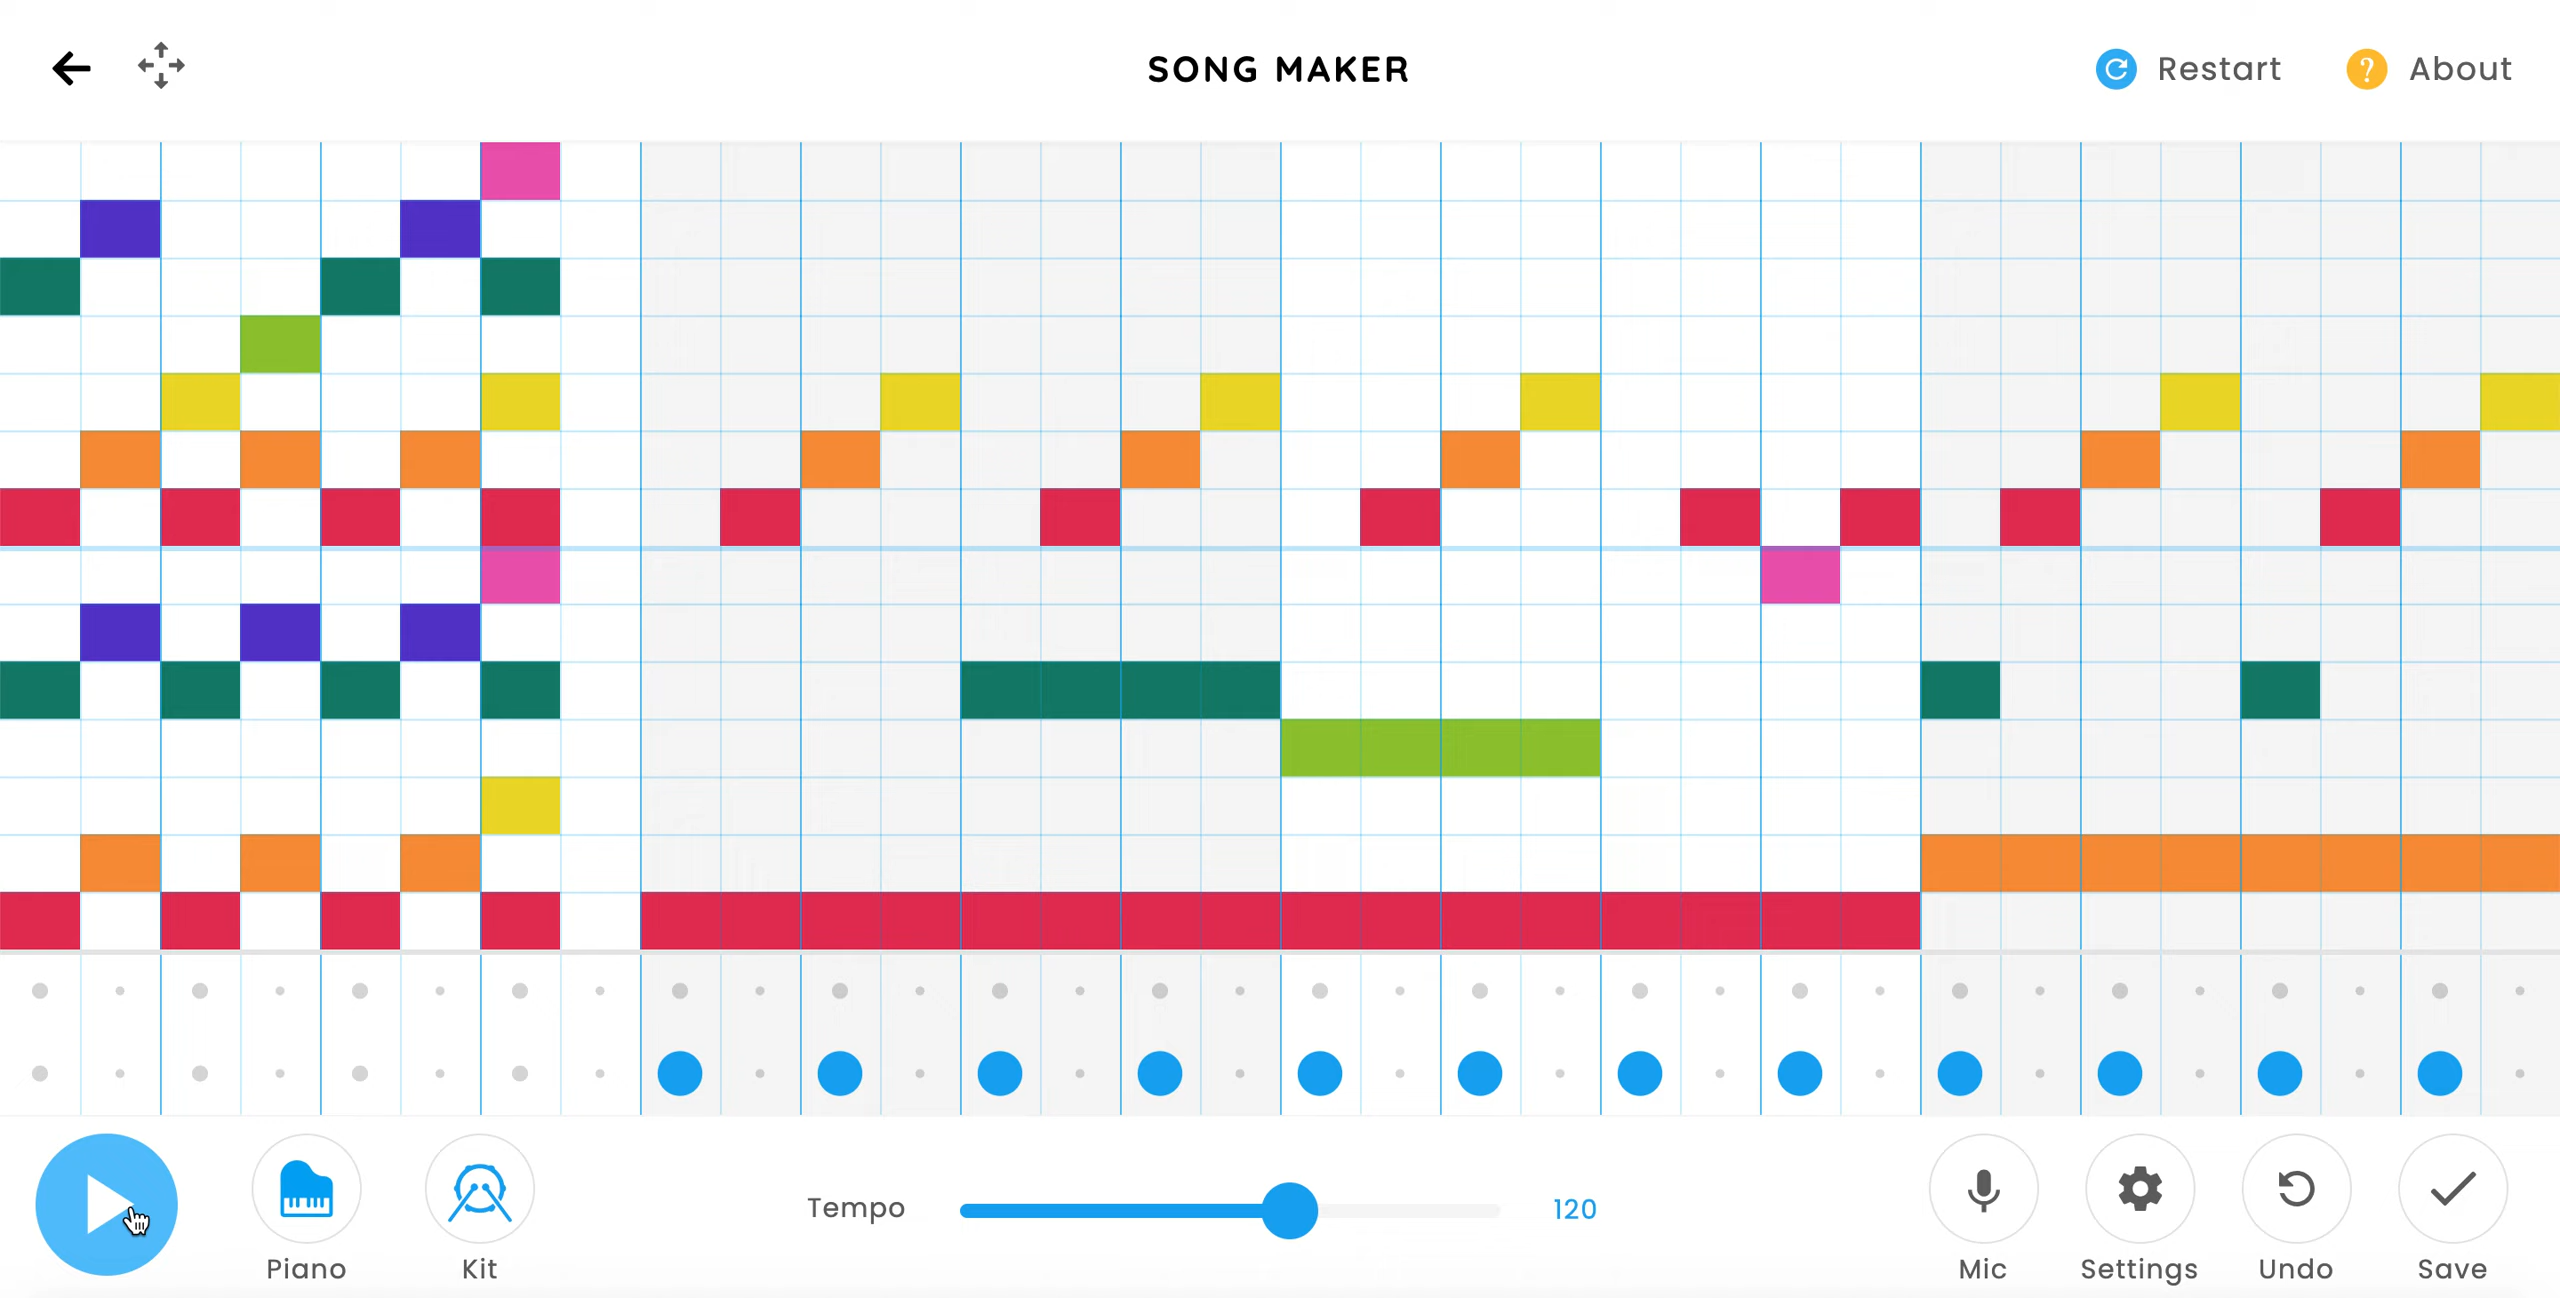 SONG MAKER
Restart
? About
Tempo
120
Piano
Kit
Mic
Settings
Undo
Save